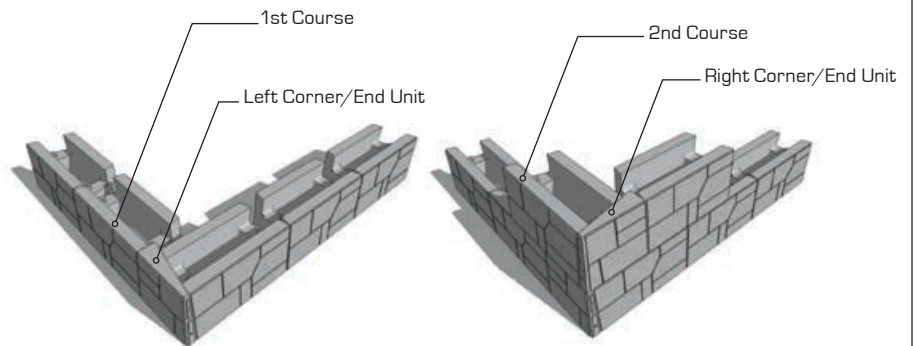 1st Course
Left Corner/End Unit
2nd Course
Right Corner/End Unit